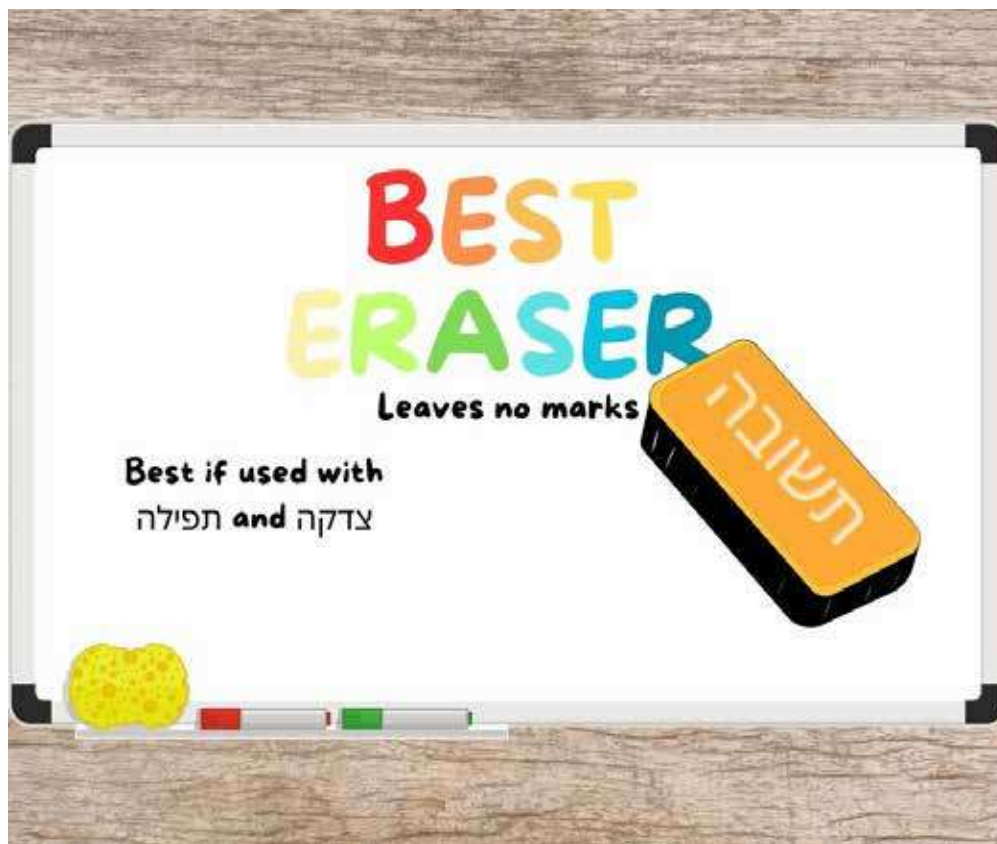 BEST
ERASER
Leaves no marks
תשובה
Best if used with
תפילה and צדקה